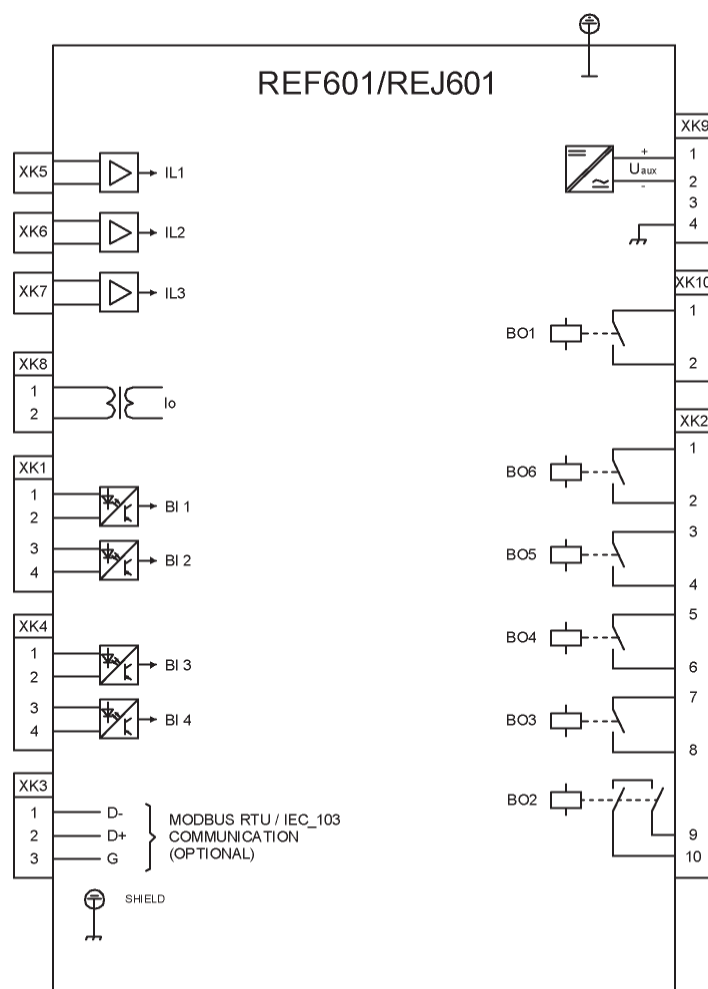 REF601/REJ601
XK5
IL1
XK6
IL2
XK7
IL3
XK8
1
2
Io
XK1
1
2
BI 1
3
4
BI 2
XK4
1
2
BI 3
3
4
BI 4
XK3
1
D-
2
D+
3
G
MODBUS RTU / IEC_103
COMMUNICATION
(OPTIONAL)
SHIELD
XK9
+
Uaux
-
1
2
3
4
XK10
BO1
1
2
XK2
BO6
1
2
BO5
3
4
BO4
5
6
BO3
7
8
BO2
9
10